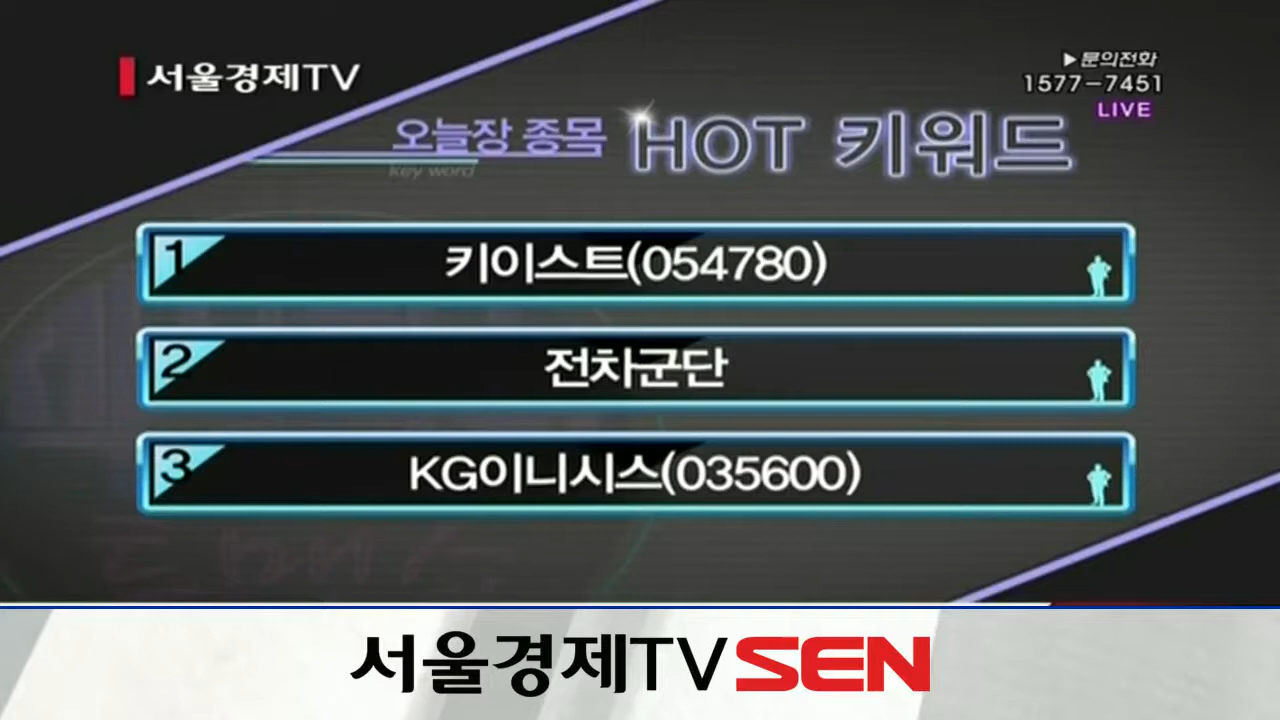 서울경제TV
▶문의전화
1577-7451
LIVE
오늘장 종목 HOT 키워드
key word
1 키이스트(054780)
2 전차군단
3 KG이니시스(035600)
서울경제TV SEN